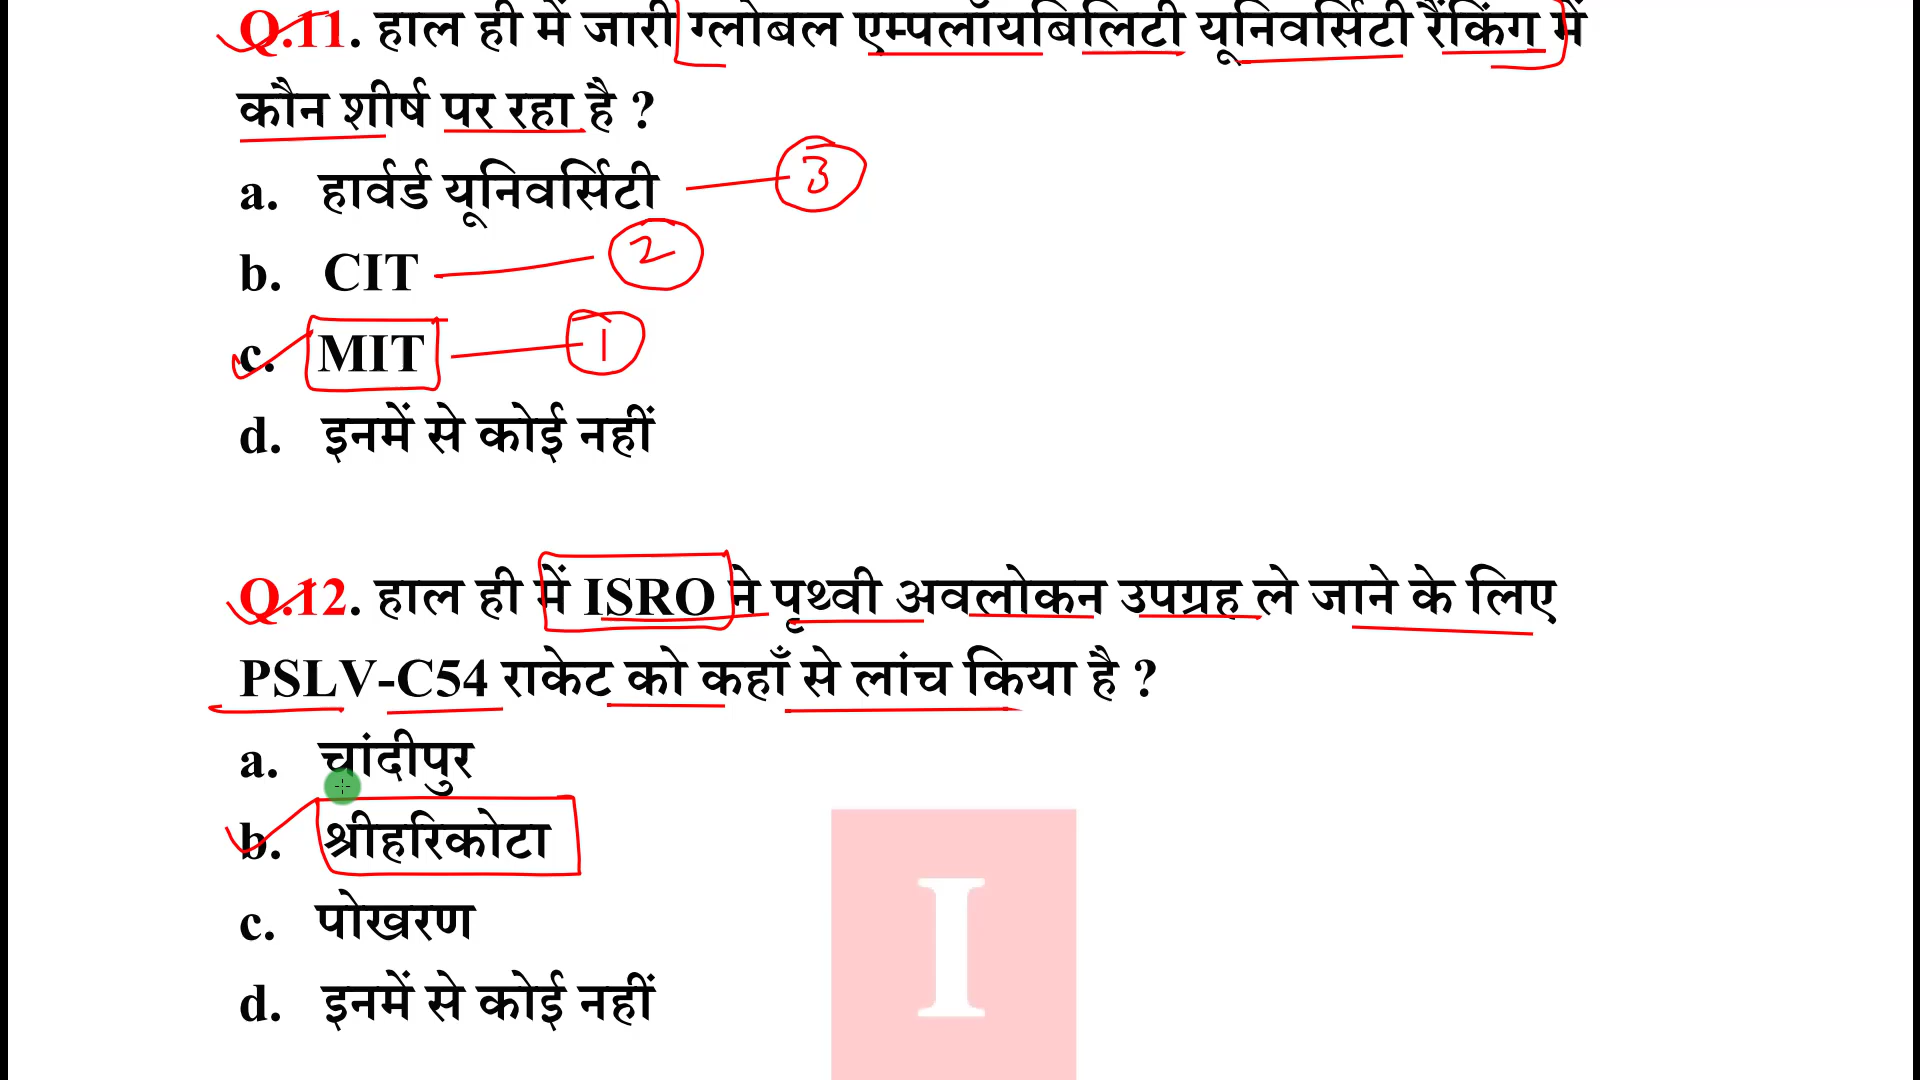 Q.11. हाल ही में जारी ग्लोबल एम्पलॉयबिलिटी यूनिवर्सिटी रैंकिंग में
कौन शीर्ष पर रहा है ?
a. हार्वर्ड यूनिवर्सिटी 3
b. CIT 2
c. MIT 1
d. इनमें से कोई नहीं
Q.12. हाल ही में ISRO ने पृथ्वी अवलोकन उपग्रह ले जाने के लिए
PSLV-C54 राकेट को कहाँ से लांच किया है ?
a. चांदीपुर
b. श्रीहरिकोटा
c. पोखरण
d. इनमें से कोई नहीं
I